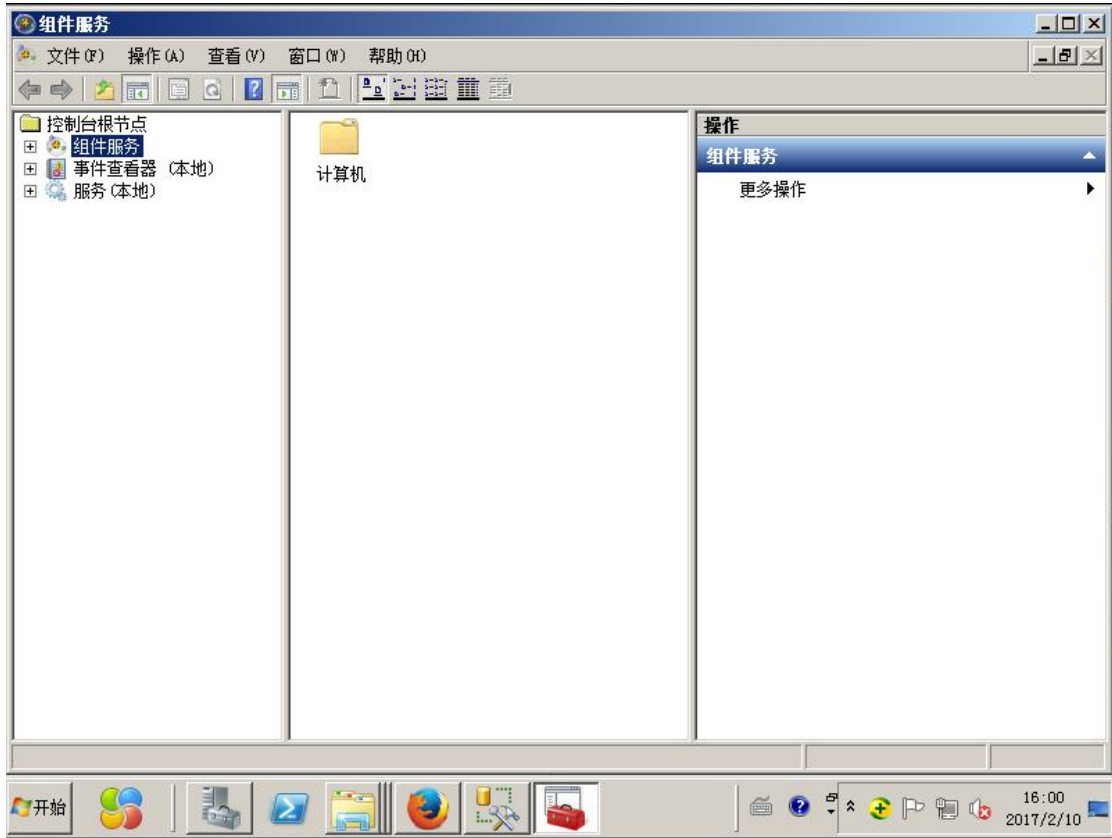 组件服务
文件(F) 操作(A) 查看(V) 窗口(W) 帮助(H)
控制台根节点
组件服务
事件查看器 (本地)
服务(本地)
计算机
操作
组件服务
更多操作
开始
16:00
2017/2/10